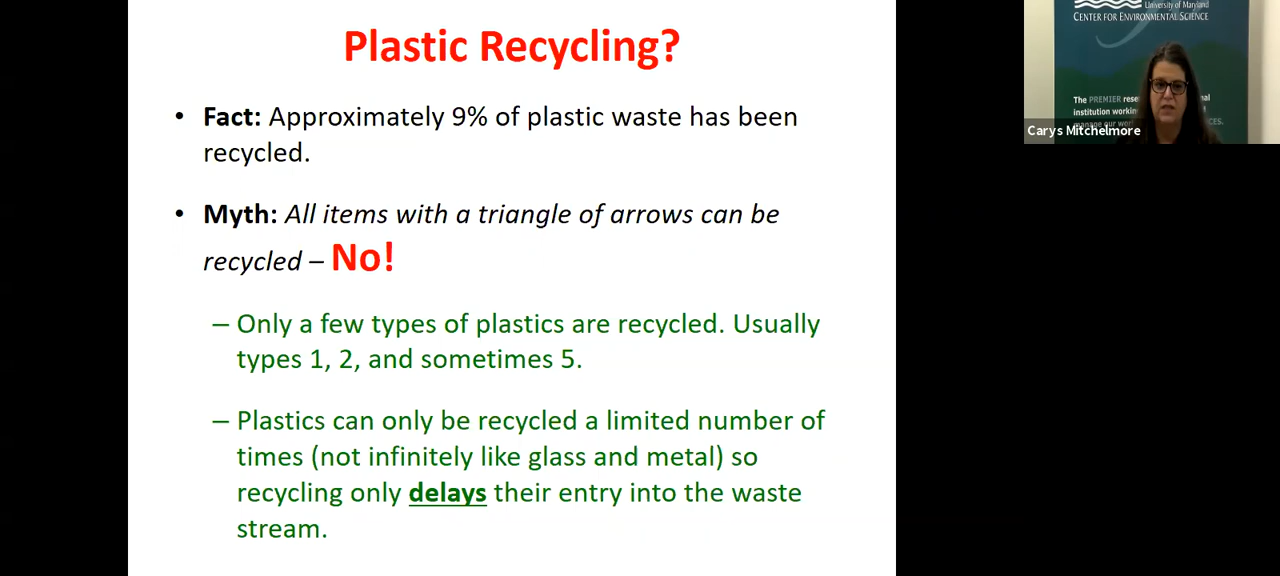 Plastic Recycling?
• Fact: Approximately 9% of plastic waste has been
recycled.
• Myth: All items with a triangle of arrows can be
recycled – No!
– Only a few types of plastics are recycled. Usually
types 1, 2, and sometimes 5.
– Plastics can only be recycled a limited number of
times (not infinitely like glass and metal) so
recycling only delays their entry into the waste
stream.
University of Maryland
CENTER FOR ENVIRONMENTAL SCIENCE
The PREMIER
institution
Carys Mitchelmore